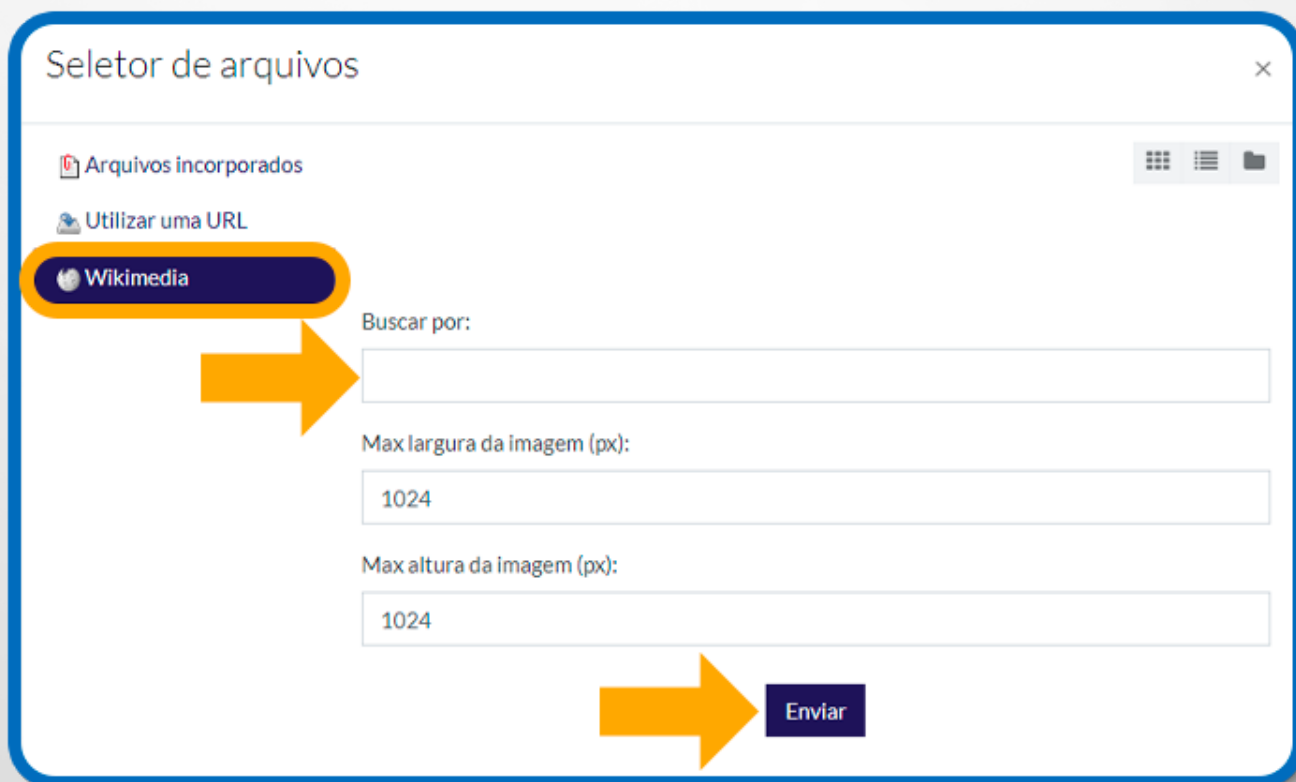 Seletor de arquivos
Arquivos incorporados
Utilizar uma URL
Wikimedia
Buscar por:
Max largura da imagem (px):
1024
Max altura da imagem (px):
1024
Enviar